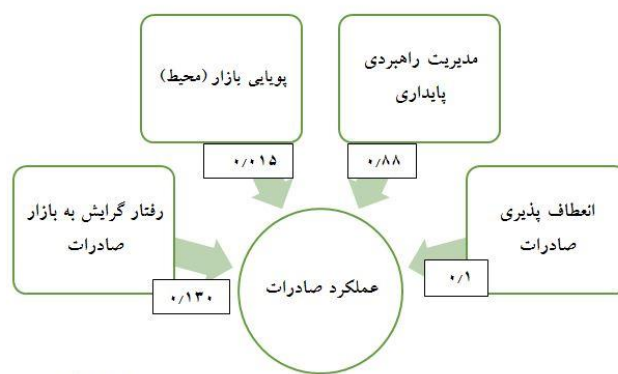 مدیریت راهبردی
پایداری
۰/۸۸
پویایی بازار (محیط)
۰/۰۱۵
انعطاف پذیری
صادرات
۰/۱
رفتار گرایش به بازار
صادرات
۰/۱۳۰
عملکرد صادرات